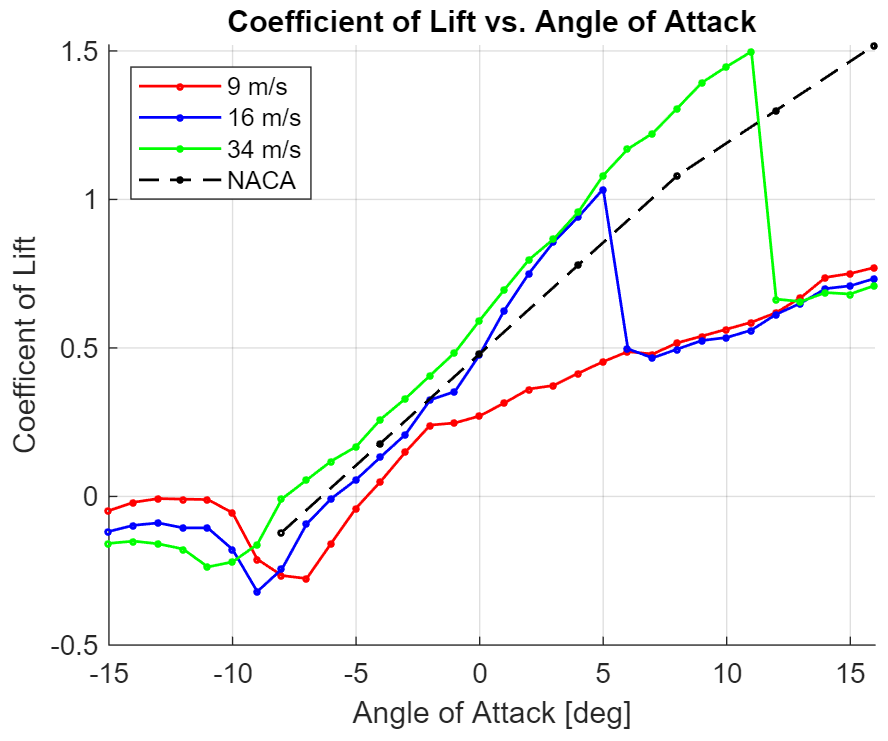 Coefficient of Lift vs. Angle of Attack
9 m/s
16 m/s
34 m/s
NACA
1.5
1
0.5
0
-0.5
Coefficent of Lift
-15 -10 -5 0 5 10 15
Angle of Attack [deg]